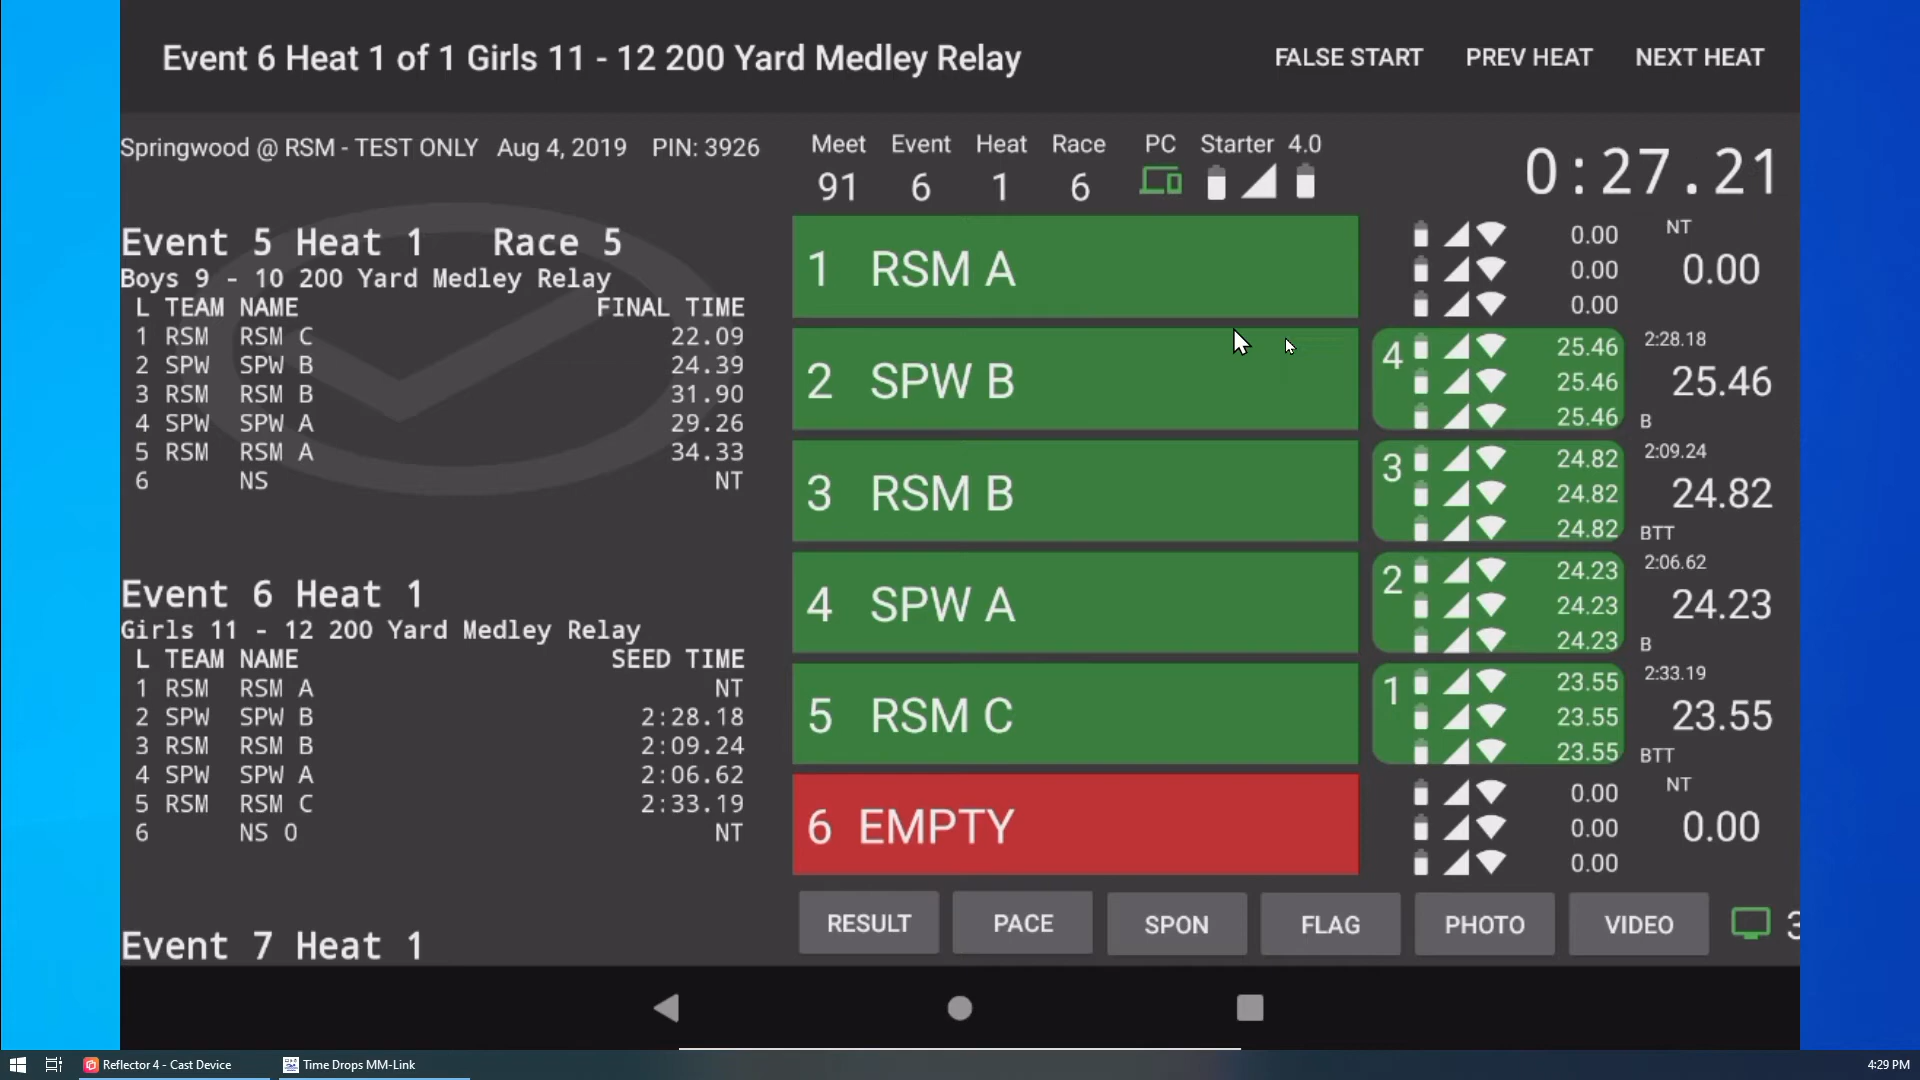 Event 6 Heat 1 of 1 Girls 11 - 12 200 Yard Medley Relay
FALSE START PREV HEAT NEXT HEAT
Springwood @ RSM - TEST ONLY Aug 4, 2019 PIN: 3926
Event 5 Heat 1 Race 5
Boys 9 - 10 200 Yard Medley Relay
L TEAM NAME FINAL TIME
1 RSM RSM C 22.09
2 SPW SPW B 24.39
3 RSM RSM B 31.90
4 SPW SPW A 29.26
5 RSM RSM A 34.33
6 NS NT
Event 6 Heat 1
Girls 11 - 12 200 Yard Medley Relay
L TEAM NAME SEED TIME
1 RSM RSM A NT
2 SPW SPW B 2:28.18
3 RSM RSM B 2:09.24
4 SPW SPW A 2:06.62
5 RSM RSM C 2:33.19
6 NS O NT
Event 7 Heat 1
Meet Event Heat Race PC Starter 4.0
91 6 1 6
0:27.21
1 RSM A
0.00
0.00
0.00
NT
0.00
2 SPW B
4
25.46
25.46
25.46
2:28.18
25.46
B
3 RSM B
3
24.82
24.82
24.82
2:09.24
24.82
BTT
4 SPW A
2
24.23
24.23
24.23
2:06.62
24.23
B
5 RSM C
1
23.55
23.55
23.55
2:33.19
23.55
BTT
6 EMPTY
0.00
0.00
0.00
NT
0.00
RESULT PACE SPON FLAG PHOTO VIDEO 3
Reflector 4 - Cast Device Time Drops MM-Link 4:29 PM